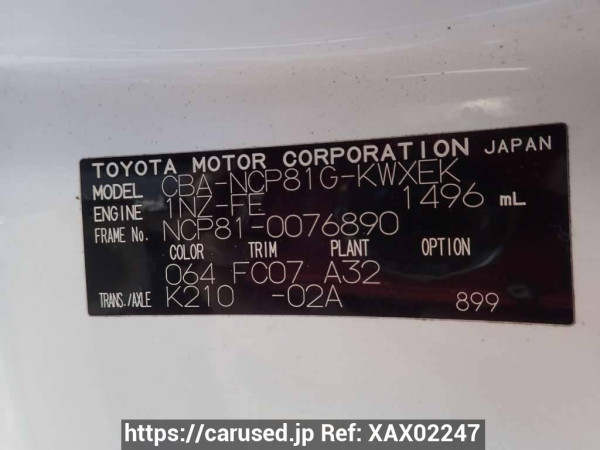 TOYOTA MOTOR CORPORATION JAPAN
MODEL CBA-NCP81G-KWXEK
ENGINE 1NZ-FE 1496 mL
FRAME No. NCP81-0076890
COLOR TRIM PLANT OPTION
064 FC07 A32
TRANS./AXLE K210 -02A 899
https://carused.jp Ref: XAX02247